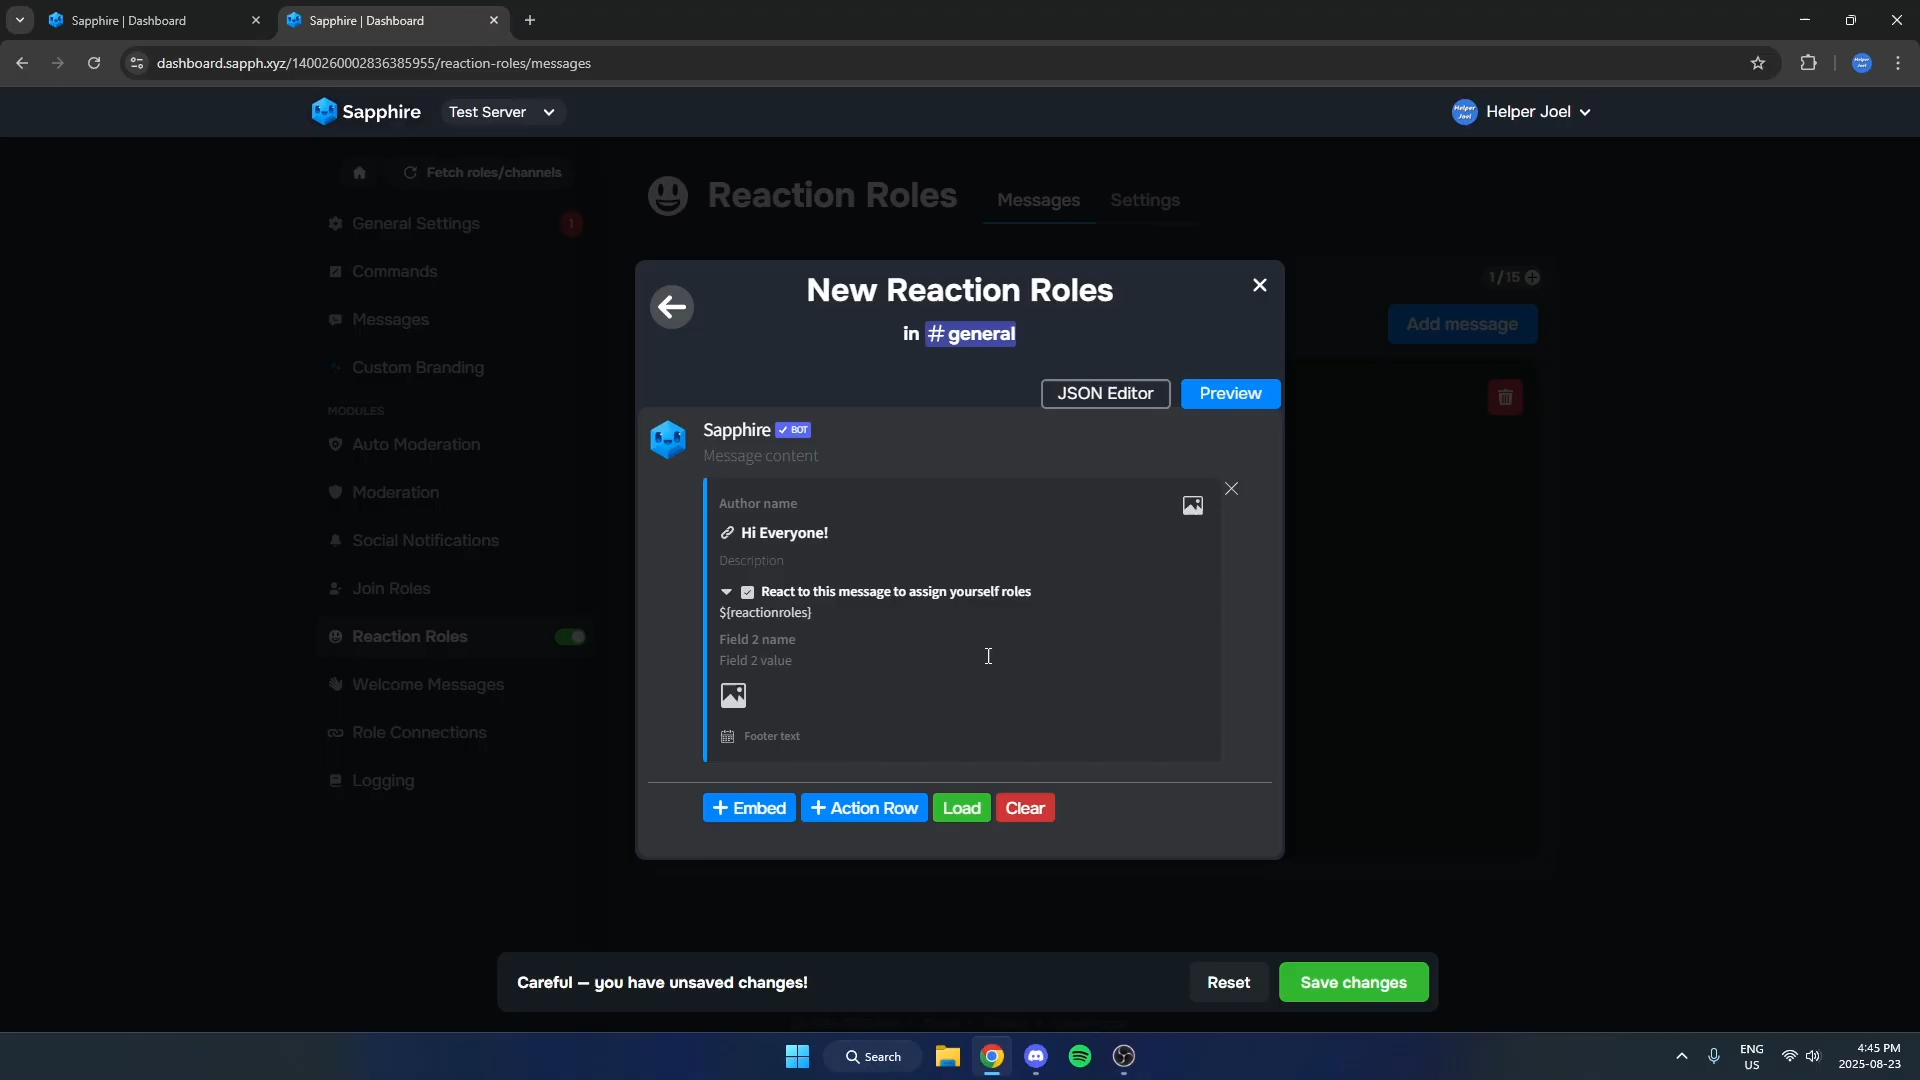 Sapphire | Dashboard
Sapphire | Dashboard
dashboard.sapph.xyz/1400260002836385955/reaction-roles/messages
Sapphire
Test Server
Helper Joel
Fetch roles/channels
General Settings
1
Commands
Messages
Custom Branding
MODULES
Auto Moderation
Moderation
Social Notifications
Join Roles
Reaction Roles
Welcome Messages
Role Connections
Logging
Reaction Roles
Messages
Settings
1/15
Add message
New Reaction Roles
in #general
JSON Editor
Preview
Sapphire ✓ BOT
Message content
Author name
Hi Everyone!
Description
React to this message to assign yourself roles
${reactionroles}
Field 2 name
Field 2 value
Footer text
+ Embed
+ Action Row
Load
Clear
Careful — you have unsaved changes!
Reset
Save changes
Search
ENG
US
4:45 PM
2025-08-23